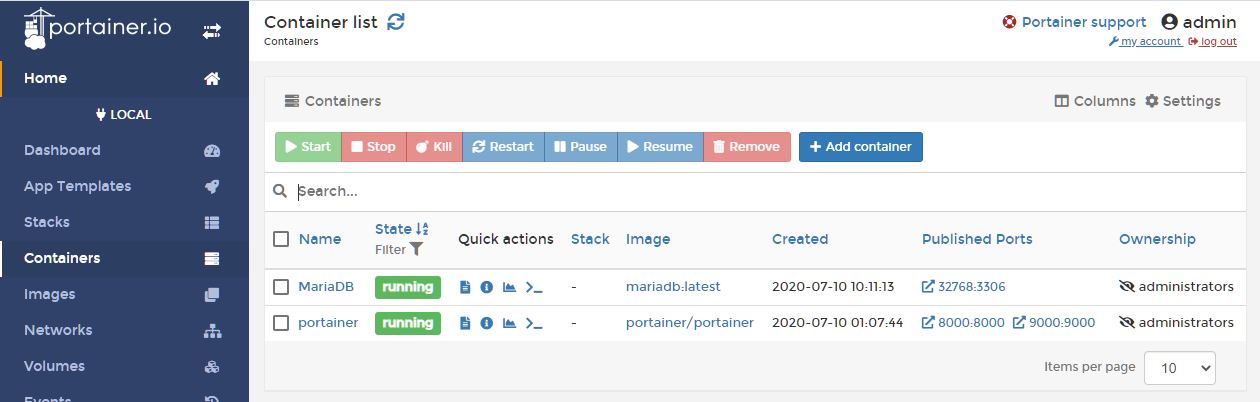 portainer.io
Home
LOCAL
Dashboard
App Templates
Stacks
Containers
Images
Networks
Volumes
Events
Container list
Containers
Portainer support admin
my account log out
Containers
Columns Settings
Start Stop Kill Restart Pause Resume Remove Add container
Search...
Name State Filter Quick actions Stack Image Created Published Ports Ownership
MariaDB running - mariadb:latest 2020-07-10 10:11:13 32768:3306 administrators
portainer running - portainer/portainer 2020-07-10 01:07:44 8000:8000 9000:9000 administrators
Items per page 10